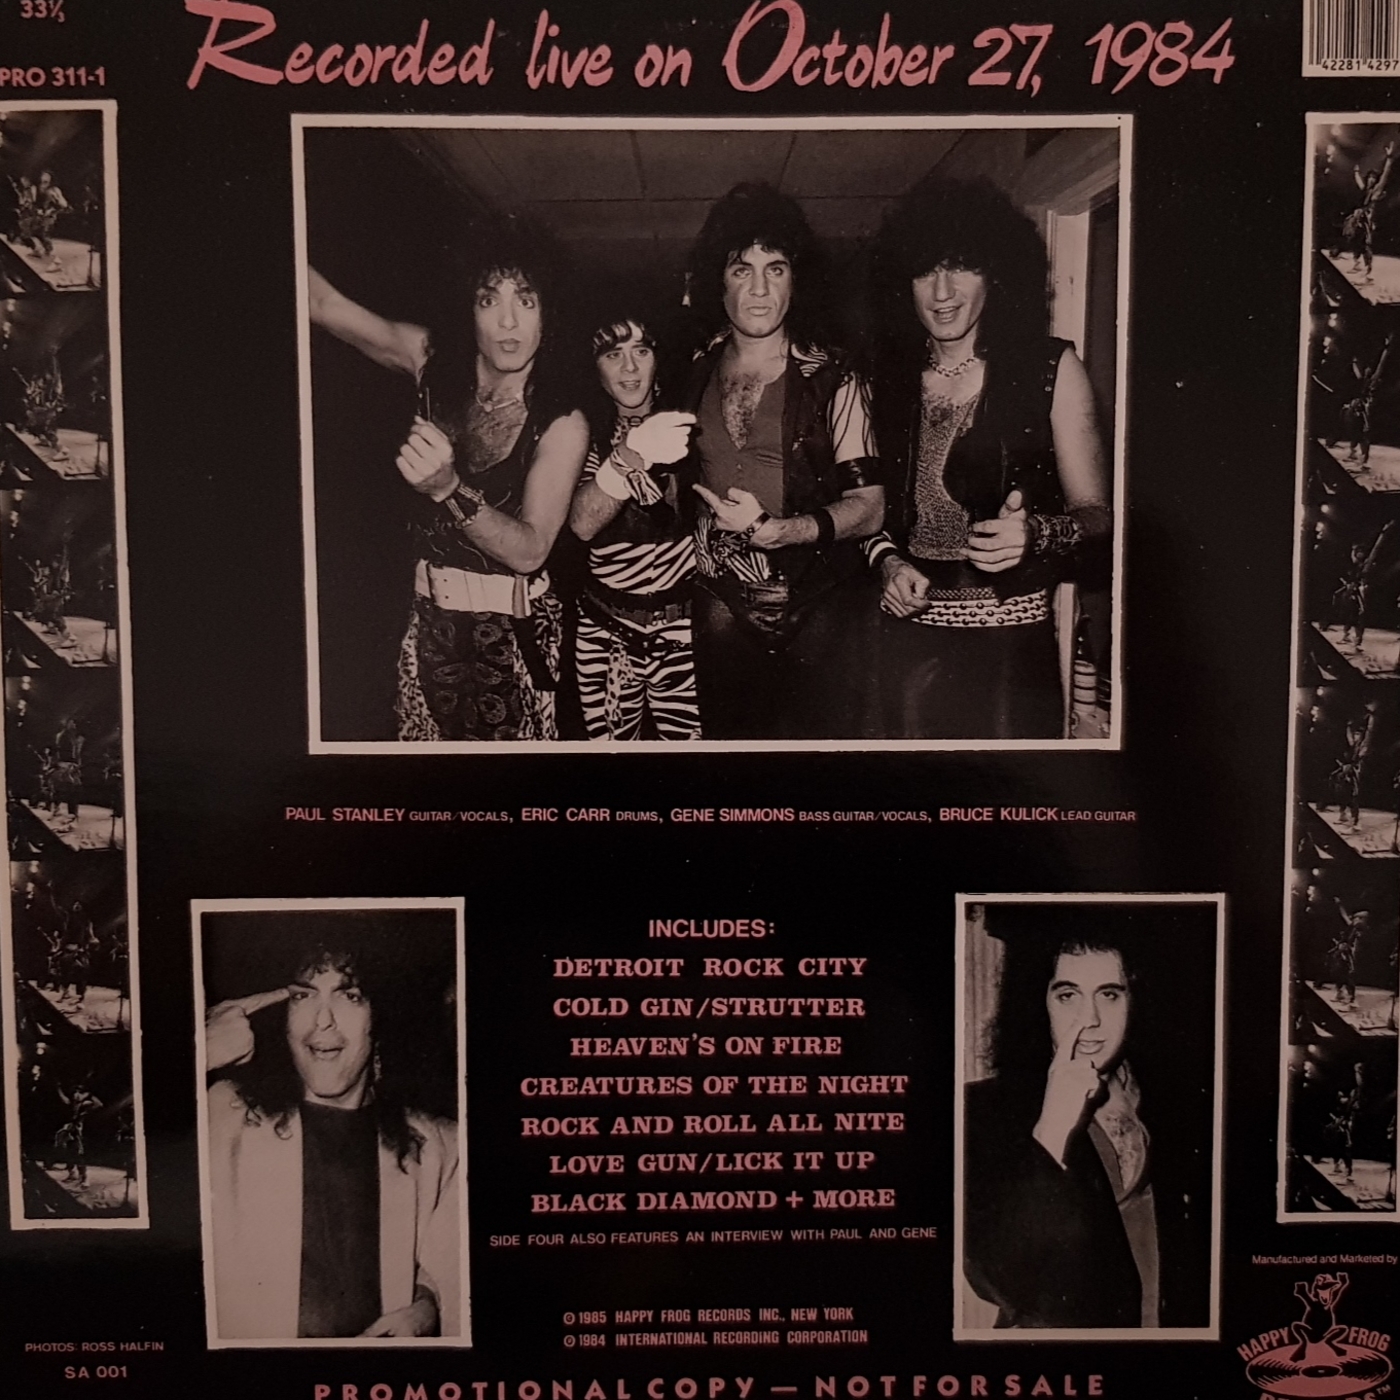 33⅓
PRO 311-1
Recorded live on October 27, 1984
42281 4297
PAUL STANLEY GUITAR/VOCALS, ERIC CARR DRUMS, GENE SIMMONS BASS GUITAR/VOCALS, BRUCE KULICK LEAD GUITAR
INCLUDES:
DETROIT ROCK CITY
COLD GIN/STRUTTER
HEAVEN'S ON FIRE
CREATURES OF THE NIGHT
ROCK AND ROLL ALL NITE
LOVE GUN/LICK IT UP
BLACK DIAMOND + MORE
SIDE FOUR ALSO FEATURES AN INTERVIEW WITH PAUL AND GENE
© 1985 HAPPY FROG RECORDS INC., NEW YORK
℗ 1984 INTERNATIONAL RECORDING CORPORATION
PHOTOS: ROSS HALFIN
SA 001
Manufactured and Marketed by
HAPPY FROG
PROMOTIONAL COPY — NOT FOR SALE